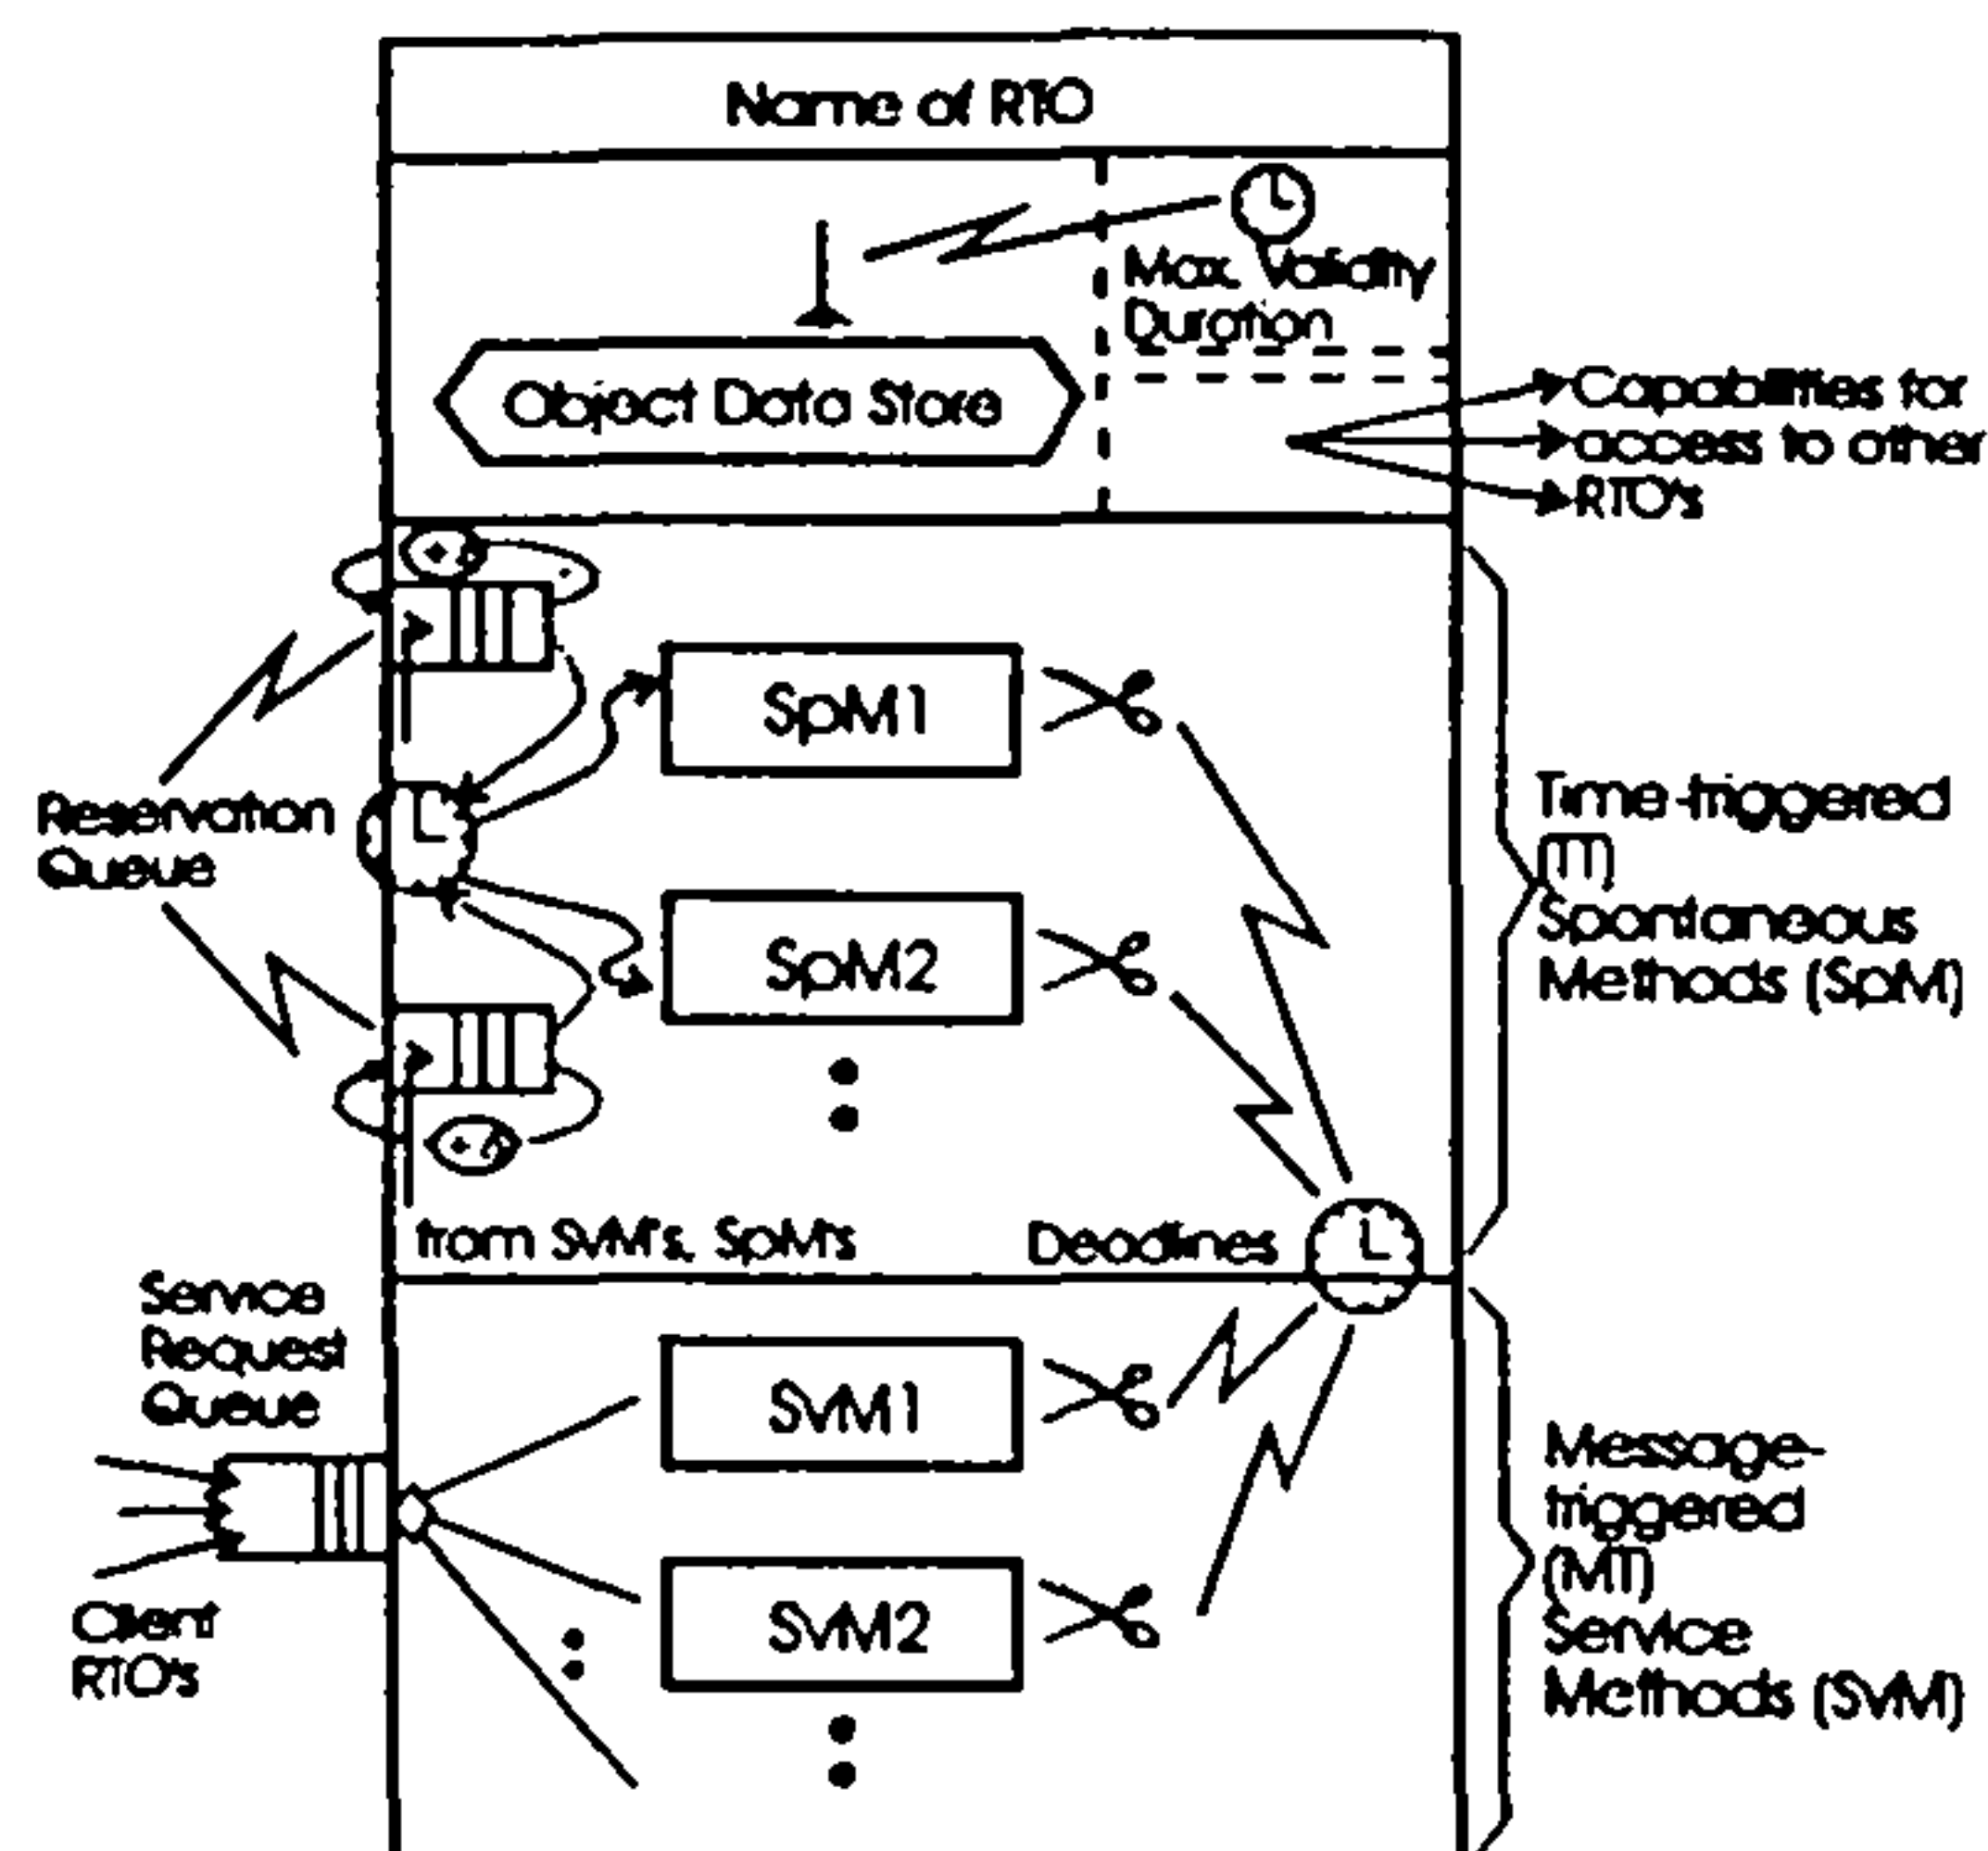 Name of RTO
Max. Validity
Duration
Object Data Store
Capabilities for
access to other
RTO's
SpM1
Reservation
Queue
SpM2
Time-triggered
(TT)
Spontaneous
Methods (SpM)
from SvM's, SpM's
Deadlines
Service
Request
Queue
SvM1
SvM2
Client
RTO's
Message-
triggered
(MT)
Service
Methods (SvM)